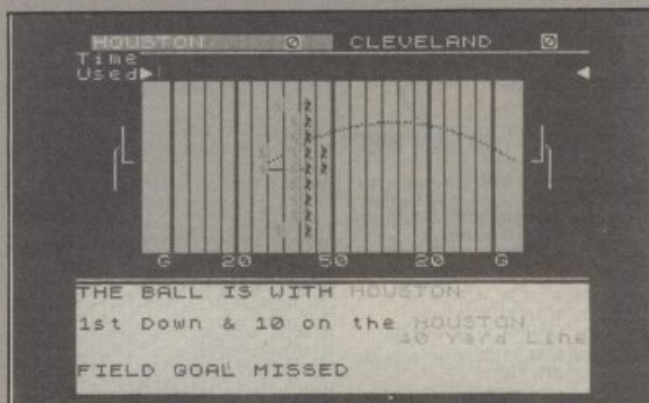 HOUSTON 0 CLEVELAND 0
Time
Used
G 20 50 20 G
THE BALL IS WITH HOUSTON
1st Down & 10 on the HOUSTON
40 Yard Line
FIELD GOAL MISSED